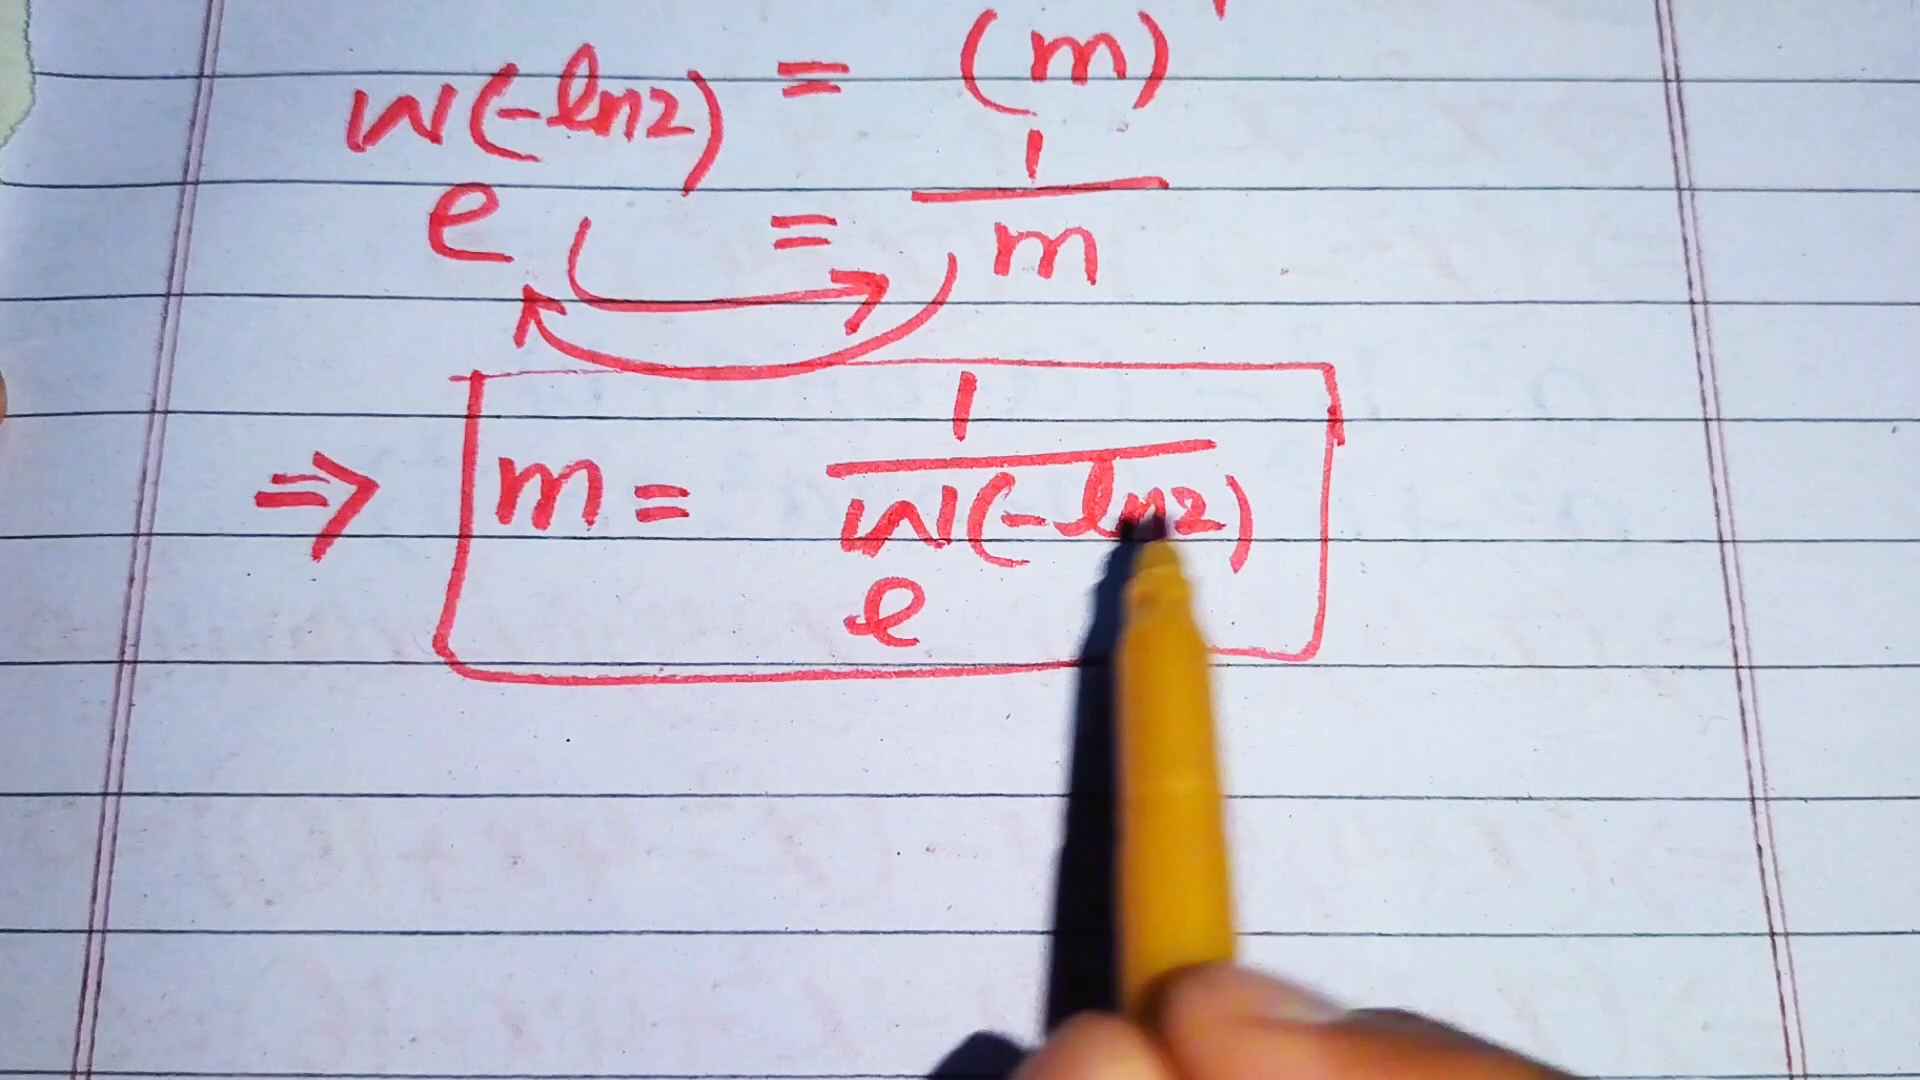 W(-ln2) = (m)
e = 1/m
=> m = 1/e^W(-ln2)